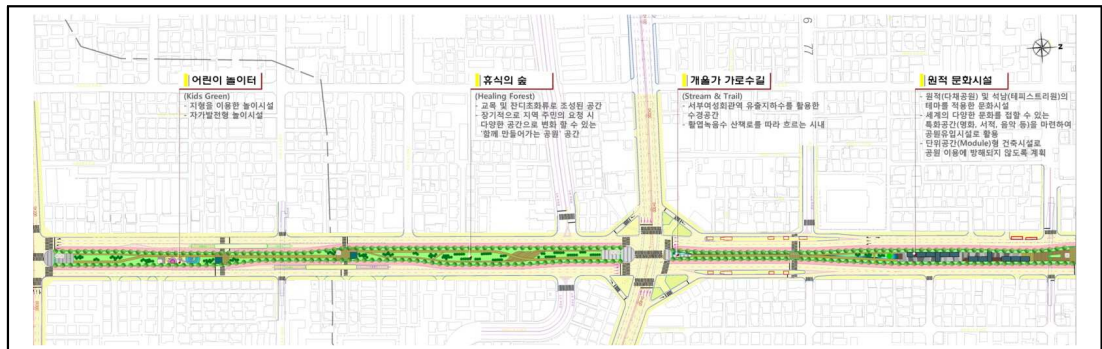 어린이 놀이터
(Kids Green)
- 지형을 이용한 놀이시설
- 자가발전형 놀이시설
휴식의 숲
(Healing Forest)
- 교목 및 잔디초화류로 조성된 공간
- 장기적으로 지역 주민의 요청 시
다양한 공간으로 변화 할 수 있는
'함께 만들어가는 공원' 공간
개울가 가로수길
(Stream & Trail)
- 서부여성회관역 유출지하수를 활용한
수경공간
- 활엽녹음수 산책로를 따라 흐르는 시내
원적 문화시설
- 원적(다채공원) 및 석남(테피스트리원)의
테마를 적용한 문화시설
- 세계의 다양한 문화를 접할 수 있는
특화공간(영화, 서적, 음악 등)을 마련하여
공원유입시설로 활용
- 단위공간(Module)형 건축시설로
공원 이용에 방해되지 않도록 계획
6 77
z